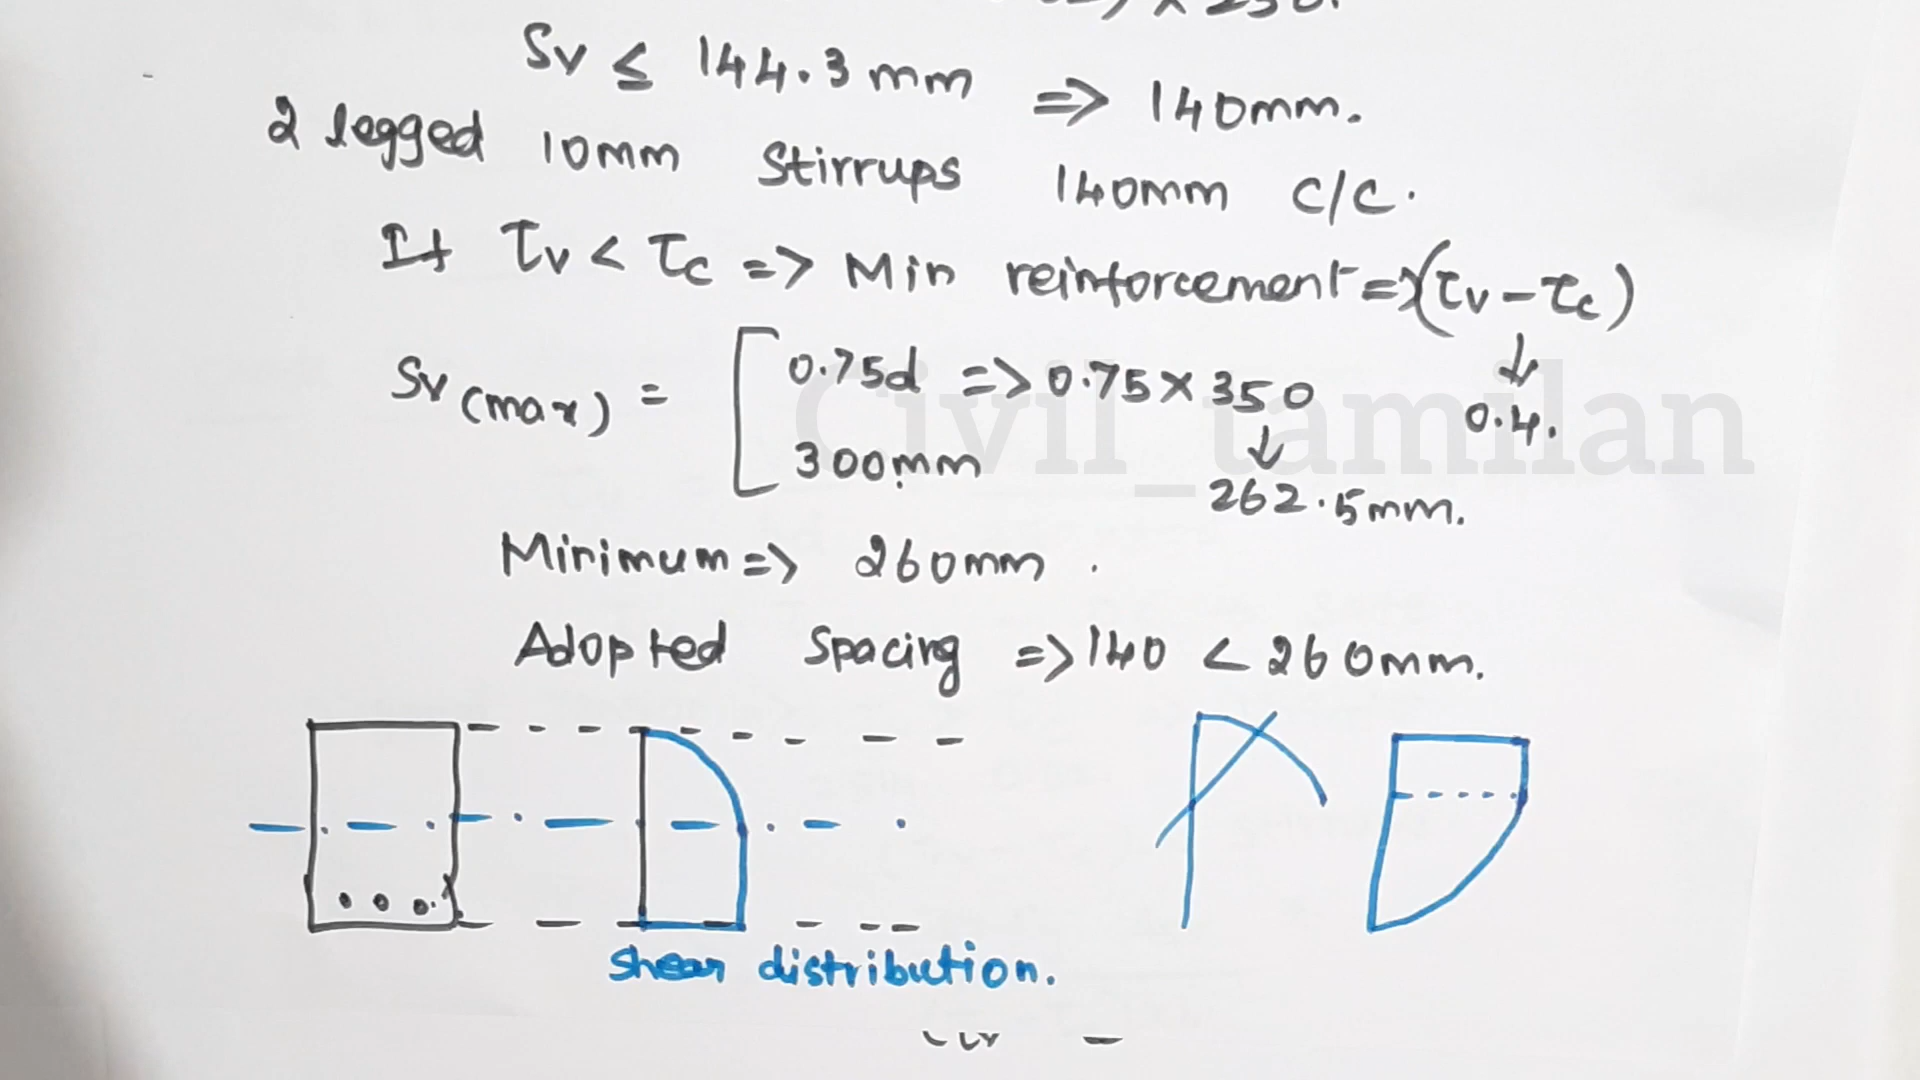 Sv ≤ 144.3 mm => 140mm.
2 legged 10mm Stirrups 140mm c/c.
If τv < τc => Min reinforcement => (τv - τc)
↓
0.4.
Sv (max) = [ 0.75d => 0.75 x 350
300mm
↓
262.5mm.
Civil_tamilan
Minimum => 260mm.
Adopted Spacing => 140 < 260mm.
Shear distribution.